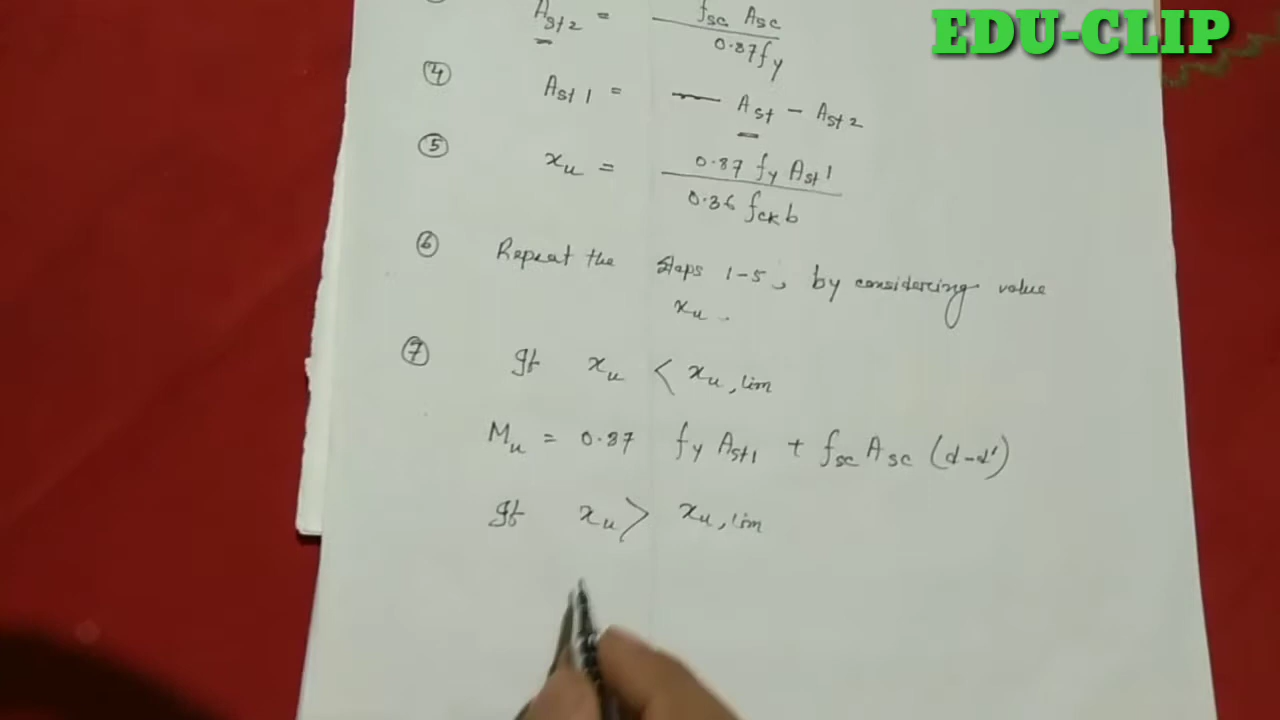 EDU-CLIP
Ast2 = fsc Asc / 0.87fy
④ Ast1 = Ast - Ast2
⑤ xu = 0.87 fy Ast1 / 0.36 fck b
⑥ Repeat the steps 1-5, by considering value
xu.
⑦ If xu < xu,lim
Mu = 0.87 fy Ast1 + fsc Asc (d-d')
If xu > xu,lim